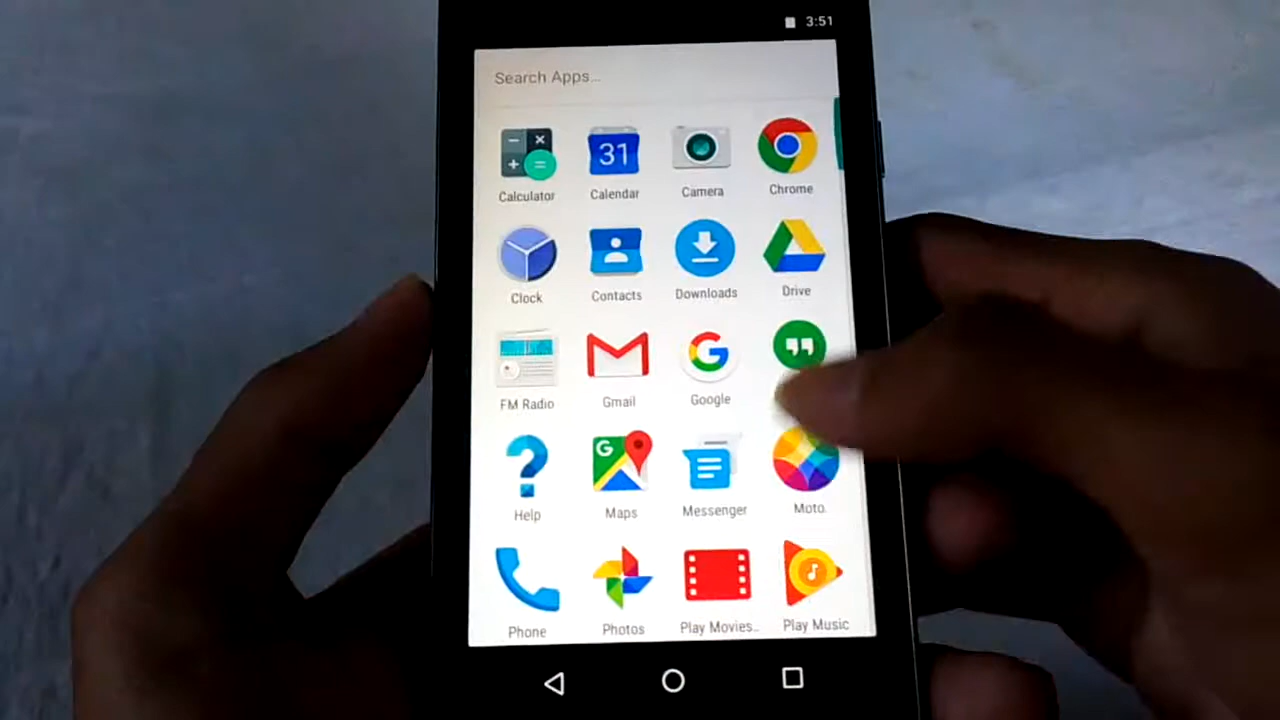 3:51
Search Apps...
31
Calculator Calendar Camera Chrome
Clock Contacts Downloads Drive
FM Radio Gmail Google
G
Help Maps Messenger Moto
Phone Photos Play Movies.. Play Music